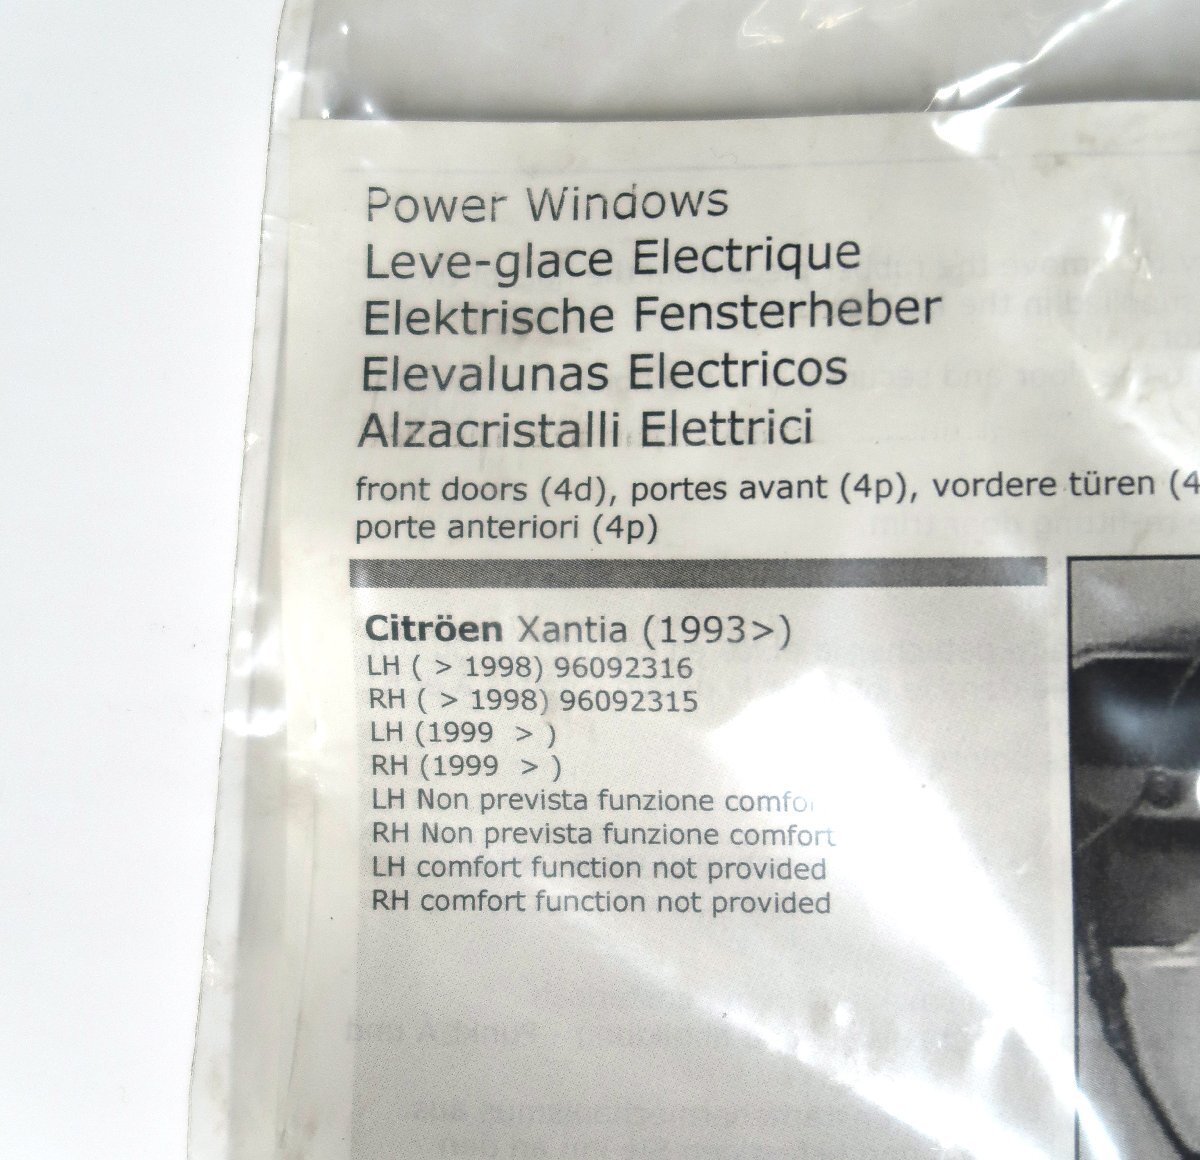 Power Windows
Leve-glace Electrique
Elektrische Fensterheber
Elevalunas Electricos
Alzacristalli Elettrici
front doors (4d), portes avant (4p), vordere türen (4
porte anteriori (4p)
Citröen Xantia (1993>)
LH ( > 1998) 96092316
RH ( > 1998) 96092315
LH (1999 > )
RH (1999 > )
LH Non prevista funzione comfor
RH Non prevista funzione comfort
LH comfort function not provided
RH comfort function not provided